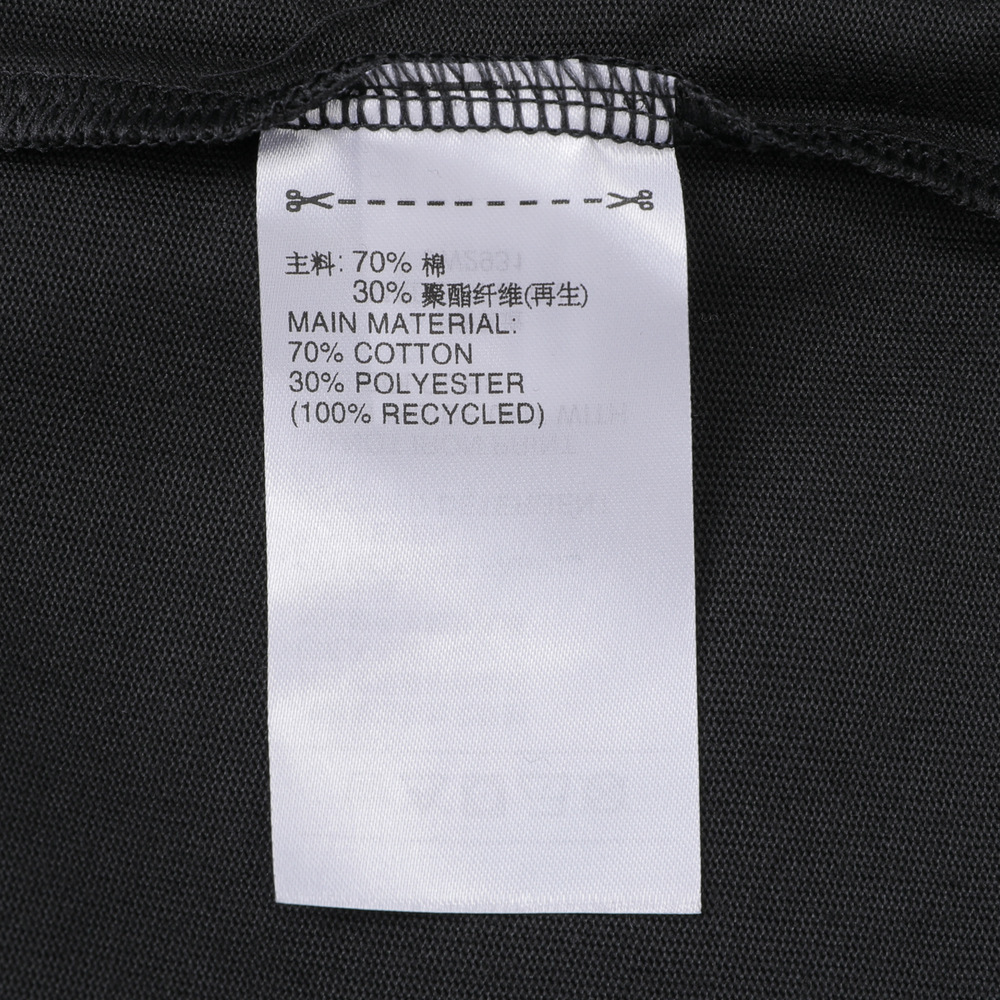 主料: 70% 棉
30% 聚酯纤维(再生)
MAIN MATERIAL:
70% COTTON
30% POLYESTER
(100% RECYCLED)